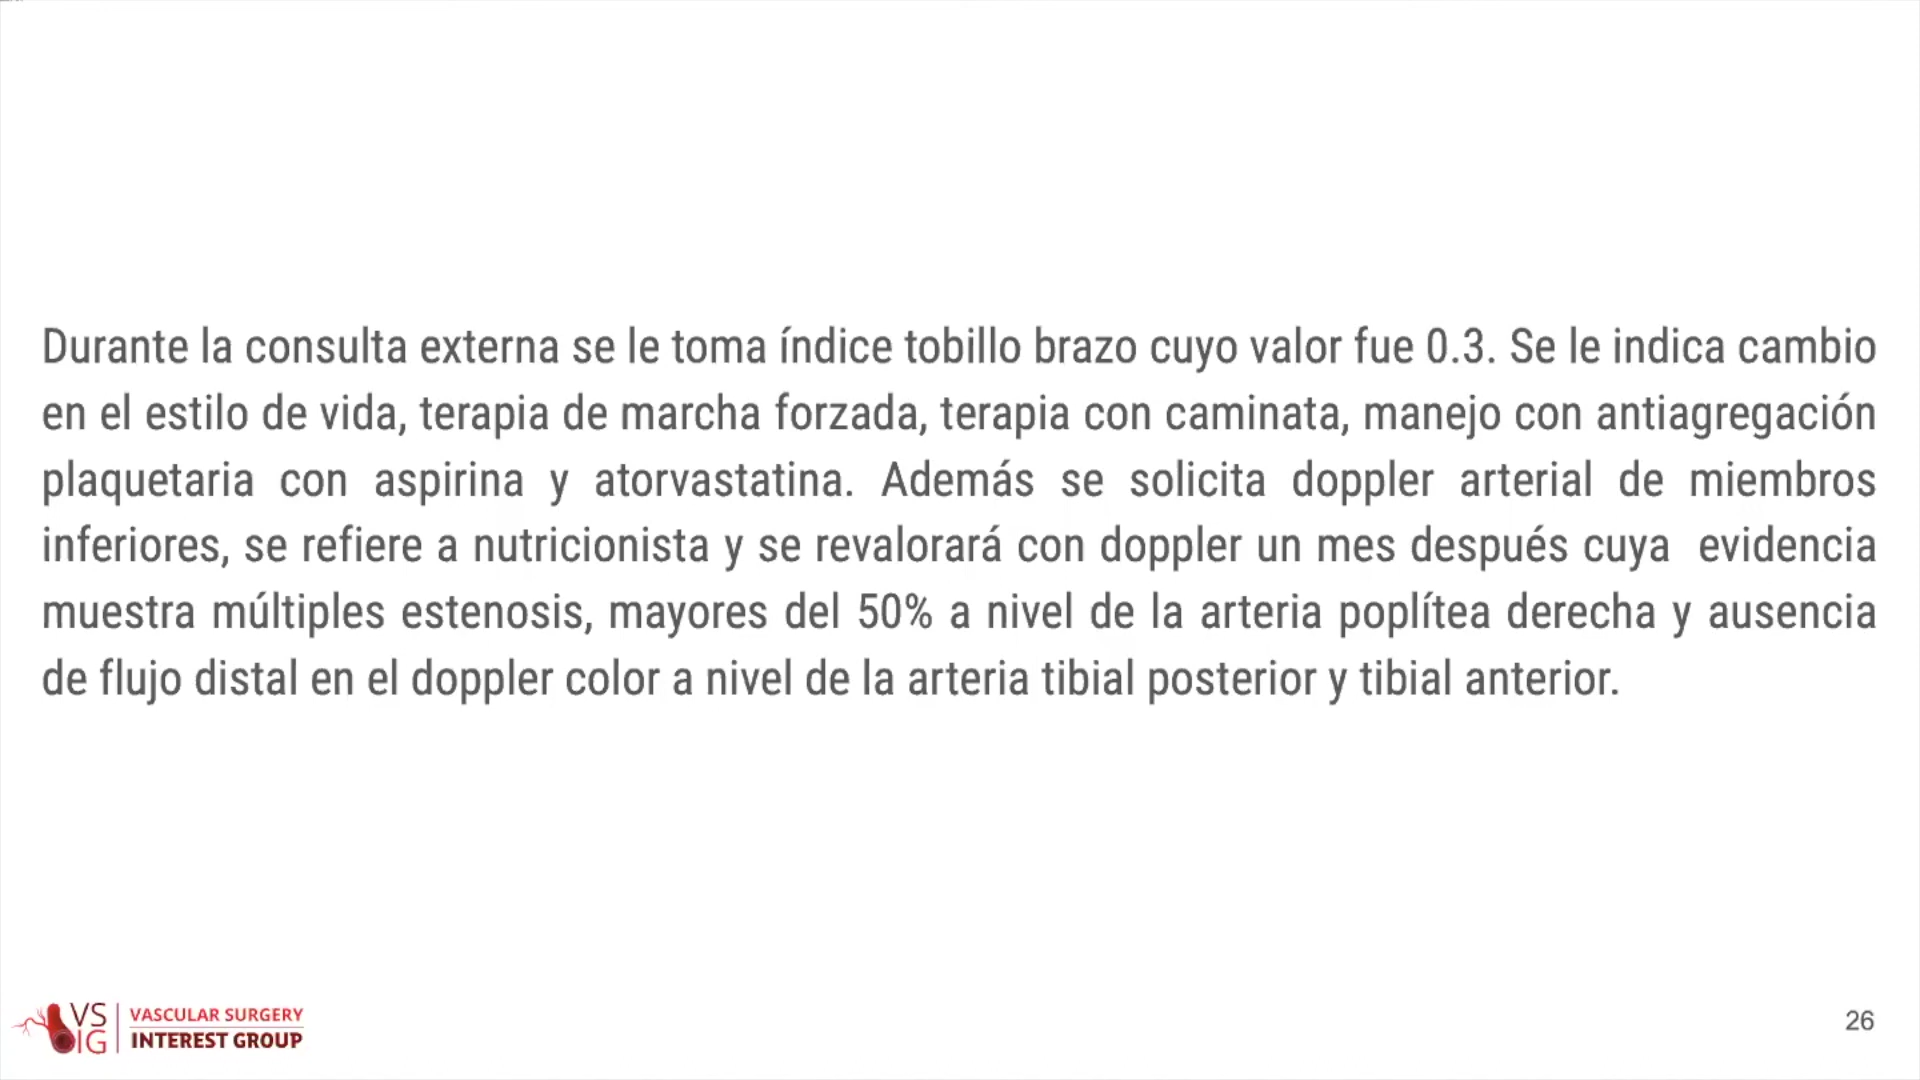 Durante la consulta externa se le toma índice tobillo brazo cuyo valor fue 0.3. Se le indica cambio
en el estilo de vida, terapia de marcha forzada, terapia con caminata, manejo con antiagregación
plaquetaria con aspirina y atorvastatina. Además se solicita doppler arterial de miembros
inferiores, se refiere a nutricionista y se revalorará con doppler un mes después cuya evidencia
muestra múltiples estenosis, mayores del 50% a nivel de la arteria poplítea derecha y ausencia
de flujo distal en el doppler color a nivel de la arteria tibial posterior y tibial anterior.
VS
IG
VASCULAR SURGERY
INTEREST GROUP
26